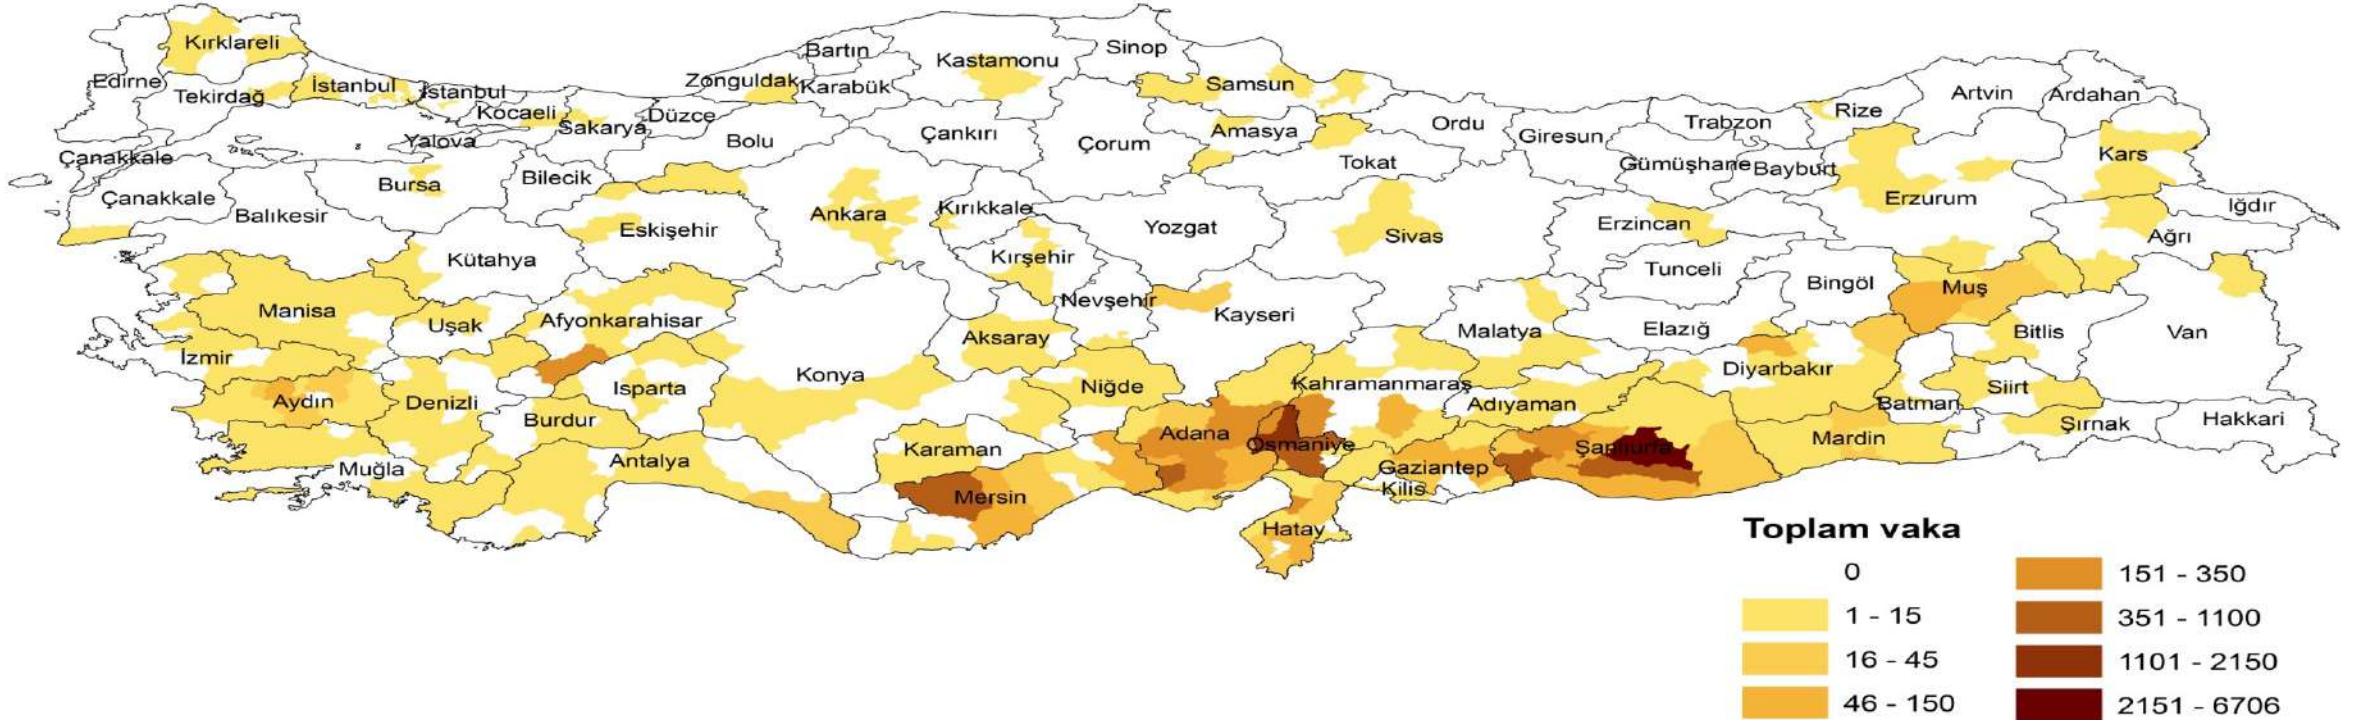 Kırklareli
Edirne
Tekirdağ
İstanbul
İstanbul
Kocaeli
Sakarya
Yalova
Düzce
Zonguldak
Bartın
Karabük
Kastamonu
Sinop
Samsun
Çankırı
Bolu
Çorum
Amasya
Tokat
Ordu
Giresun
Trabzon
Gümüşhane
Bayburt
Rize
Artvin
Ardahan
Kars
Iğdır
Ağrı
Erzurum
Erzincan
Çanakkale
Çanakkale
Balıkesir
Bursa
Bilecik
Kütahya
Eskişehir
Ankara
Kırıkkale
Kırşehir
Yozgat
Sivas
Nevşehir
Kayseri
Malatya
Tunceli
Elazığ
Bingöl
Muş
Bitlis
Van
Manisa
Uşak
Afyonkarahisar
İzmir
Aydın
Denizli
Isparta
Burdur
Muğla
Antalya
Konya
Aksaray
Niğde
Karaman
Mersin
Adana
Osmaniye
Kahramanmaraş
Adıyaman
Gaziantep
Kilis
Hatay
Şanlıurfa
Diyarbakır
Mardin
Batman
Siirt
Şırnak
Hakkari
Toplam vaka
0
1 - 15
16 - 45
46 - 150
151 - 350
351 - 1100
1101 - 2150
2151 - 6706